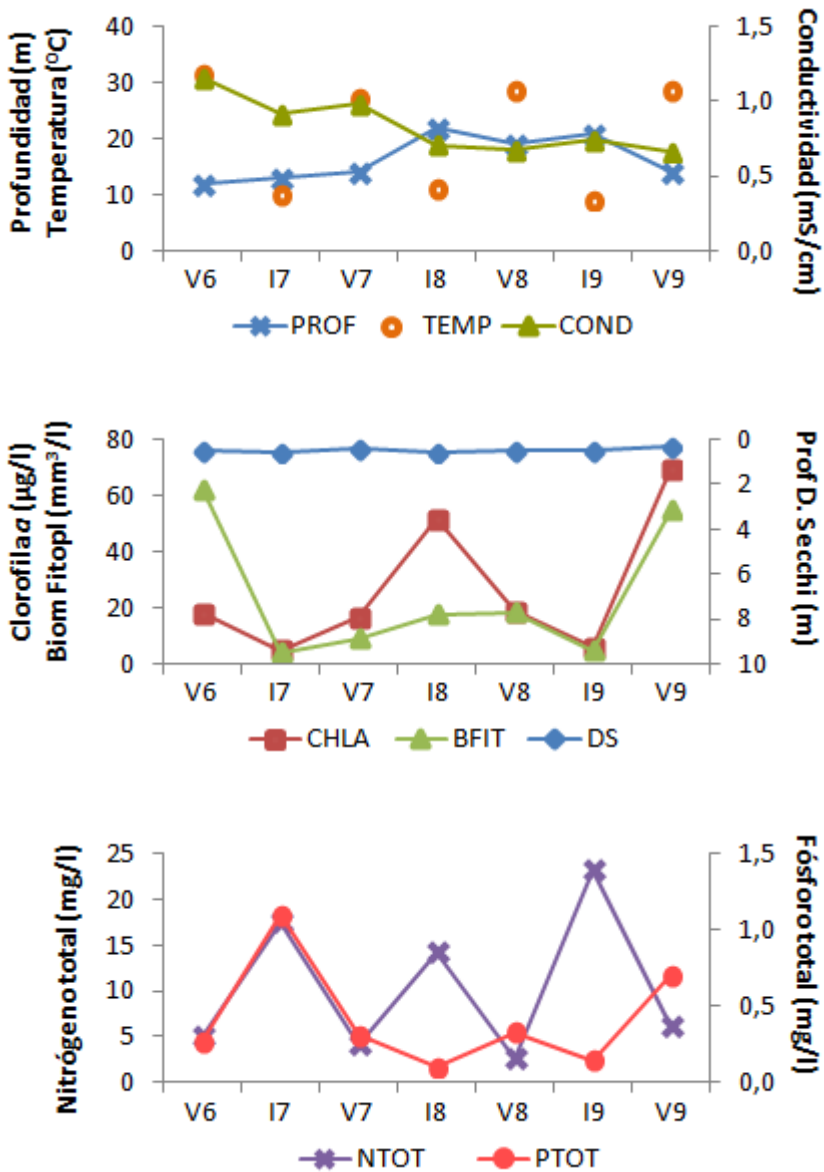 Profundidad (m)
Temperatura (ºC)
40
30
20
10
0
1,5
1,0
0,5
0,0
Conductividad (mS/cm)
V6 I7 V7 I8 V8 I9 V9
PROF TEMP COND
Clorofila a (µg/l)
Biom Fitopl (mm³/l)
80
60
40
20
0
0
2
4
6
8
10
Prof D. Secchi (m)
V6 I7 V7 I8 V8 I9 V9
CHLA BFIT DS
Nitrógeno total (mg/l)
25
20
15
10
5
0
1,5
1,0
0,5
0,0
Fósforo total (mg/l)
V6 I7 V7 I8 V8 I9 V9
NTOT PTOT